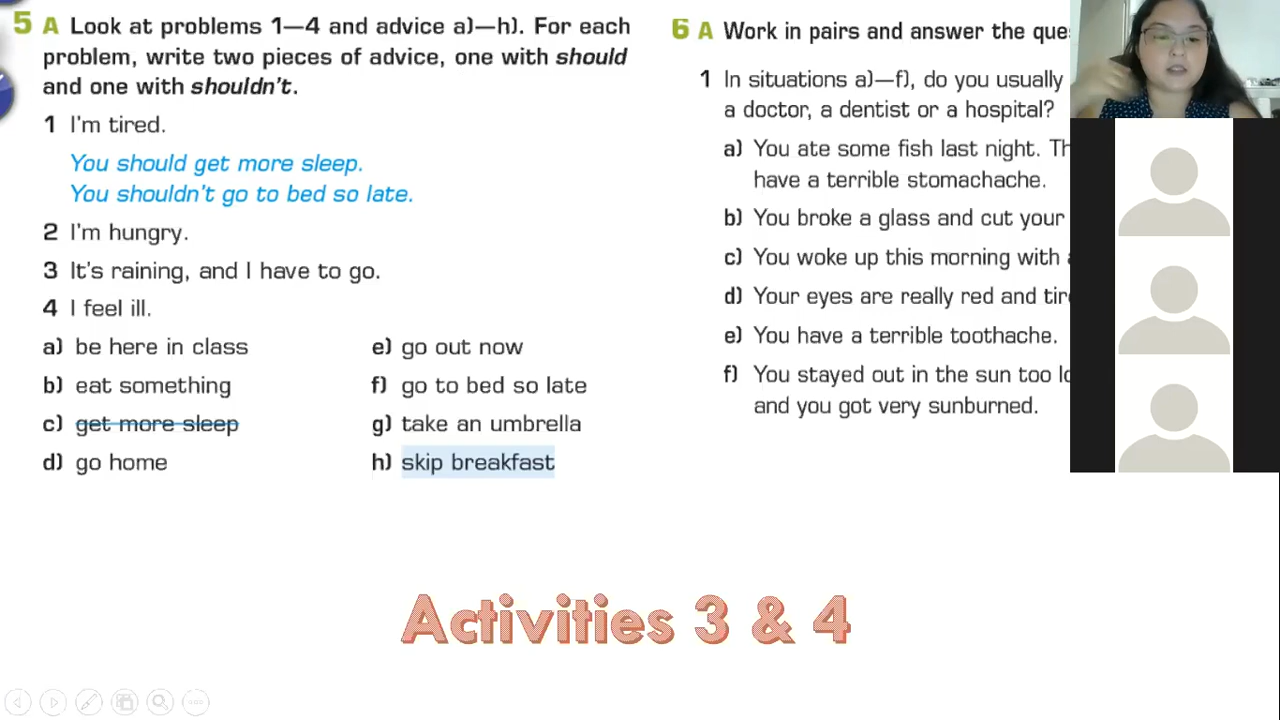 5 A Look at problems 1—4 and advice a)—h). For each
problem, write two pieces of advice, one with should
and one with shouldn't.
1 I'm tired.
You should get more sleep.
You shouldn't go to bed so late.
2 I'm hungry.
3 It's raining, and I have to go.
4 I feel ill.
a) be here in class
b) eat something
c) get more sleep
d) go home
e) go out now
f) go to bed so late
g) take an umbrella
h) skip breakfast
6 A Work in pairs and answer the
1 In situations a)—f), do you usually
a doctor, a dentist or a hospital?
a) You ate some fish last night.
have a terrible stomachache.
b) You broke a glass and cut your
c) You woke up this morning with
d) Your eyes are really red and
e) You have a terrible toothache.
f) You stayed out in the sun too
and you got very sunburned.
Activities 3 & 4